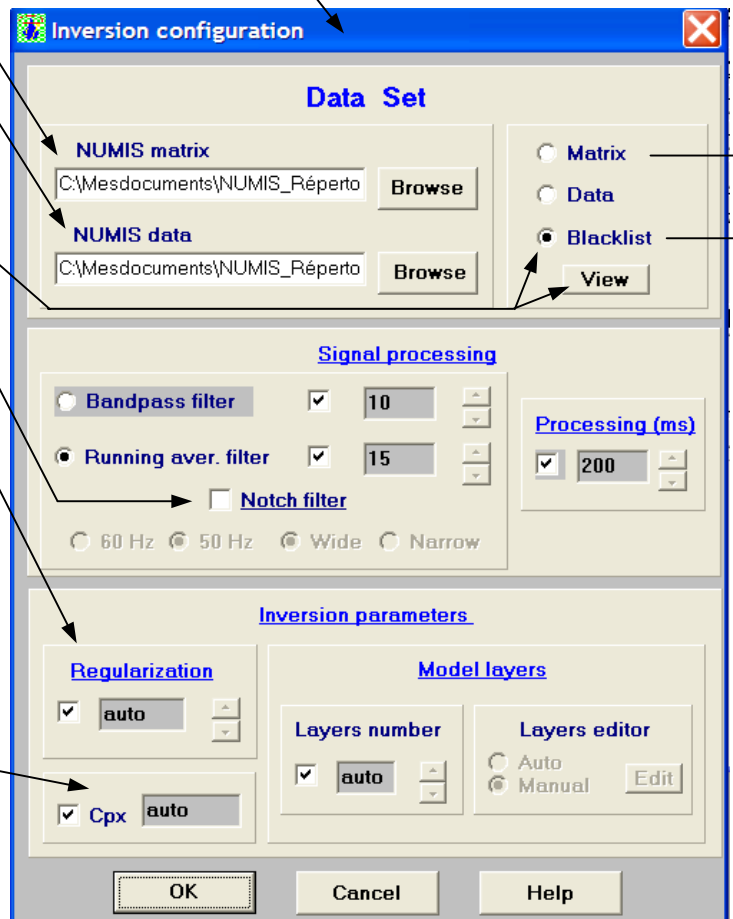 Inversion configuration
Data Set
NUMIS matrix
C:\Mesdocuments\NUMIS_Réperto
Browse
NUMIS data
C:\Mesdocuments\NUMIS_Réperto
Browse
Matrix
Data
Blacklist
View
Signal processing
Bandpass filter 10
Running aver. filter 15
Notch filter
60 Hz 50 Hz Wide Narrow
Processing (ms)
200
Inversion parameters
Regularization
auto
Cpx auto
Model layers
Layers number
auto
Layers editor
Auto
Manual
Edit
OK Cancel Help